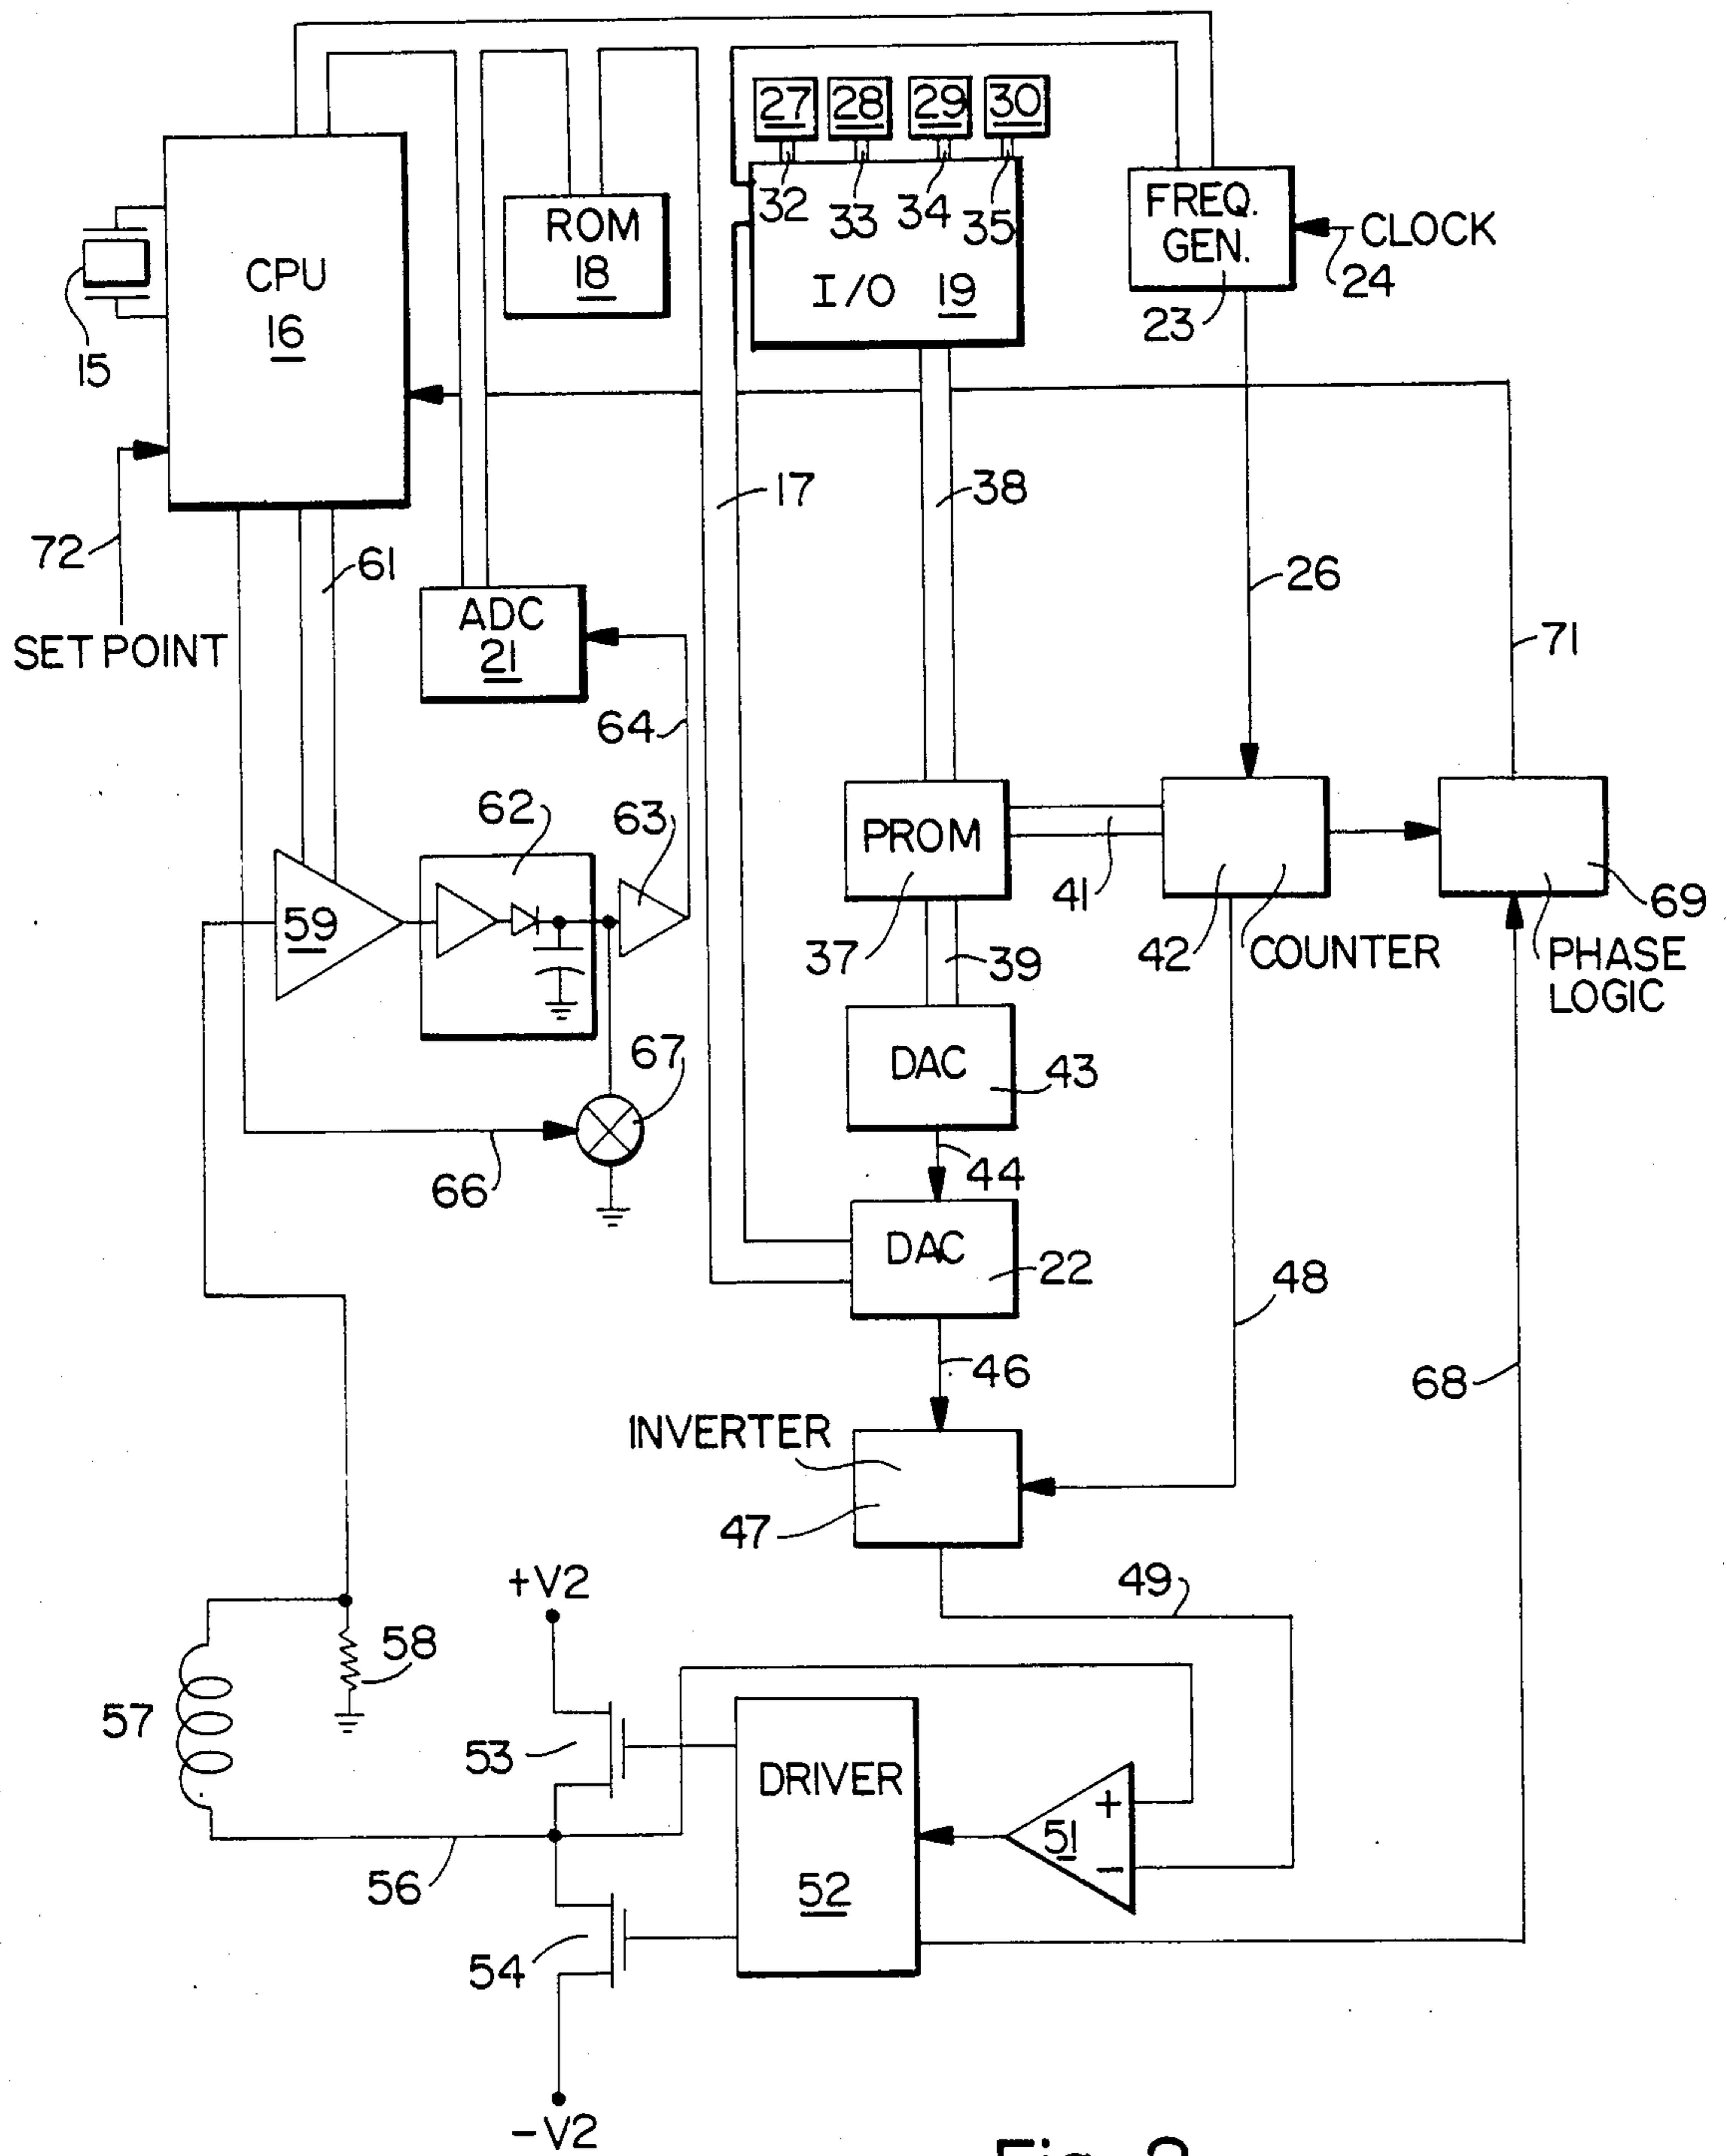 27 28 29 30
32 33 34 35
ROM
18
FREQ.
GEN.
CLOCK
24
23
CPU
16
I/O 19
15
17
38
72
61
26
SET POINT
ADC
21
71
64
62
63
PROM
41
59
37
39
42
COUNTER
69
PHASE
LOGIC
67
DAC
43
66
44
DAC
22
48
46
68
INVERTER
47
+V2
49
58
57
53
DRIVER
+
51
−
56
52
54
−V2